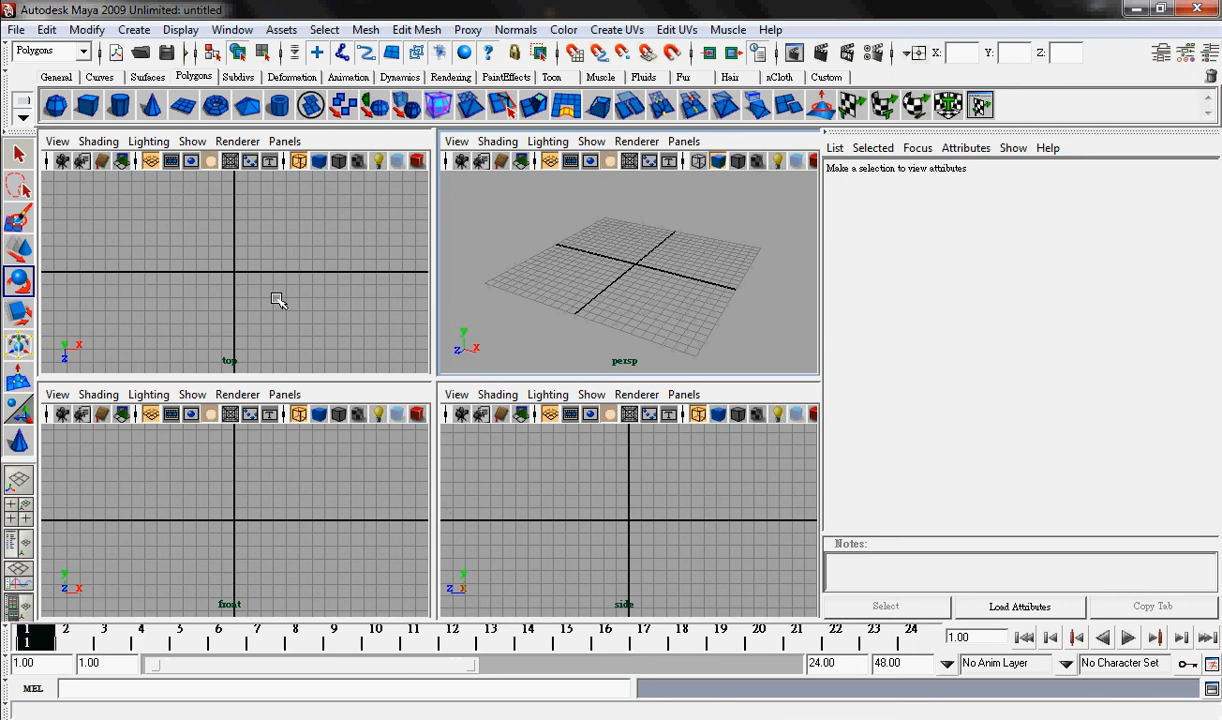 Autodesk Maya 2009 Unlimited: untitled
File Edit Modify Create Display Window Assets Select Mesh Edit Mesh Proxy Normals Color Create UVs Edit UVs Muscle Help
Polygons X: Y: Z:
General Curves Surfaces Polygons Subdivs Deformation Animation Dynamics Rendering PaintEffects Toon Muscle Fluids Fur Hair nCloth Custom
View Shading Lighting Show Renderer Panels
View Shading Lighting Show Renderer Panels
List Selected Focus Attributes Show Help
Make a selection to view attributes
y x
z
top
y
z x
persp
View Shading Lighting Show Renderer Panels
View Shading Lighting Show Renderer Panels
y
z x
front
y
z
side
Notes:
Select Load Attributes Copy Tab
1 2 3 4 5 6 7 8 9 10 11 12 13 14 15 16 17 18 19 20 21 22 23 24
1 1.00
1.00 1.00 24.00 48.00 No Anim Layer No Character Set
MEL